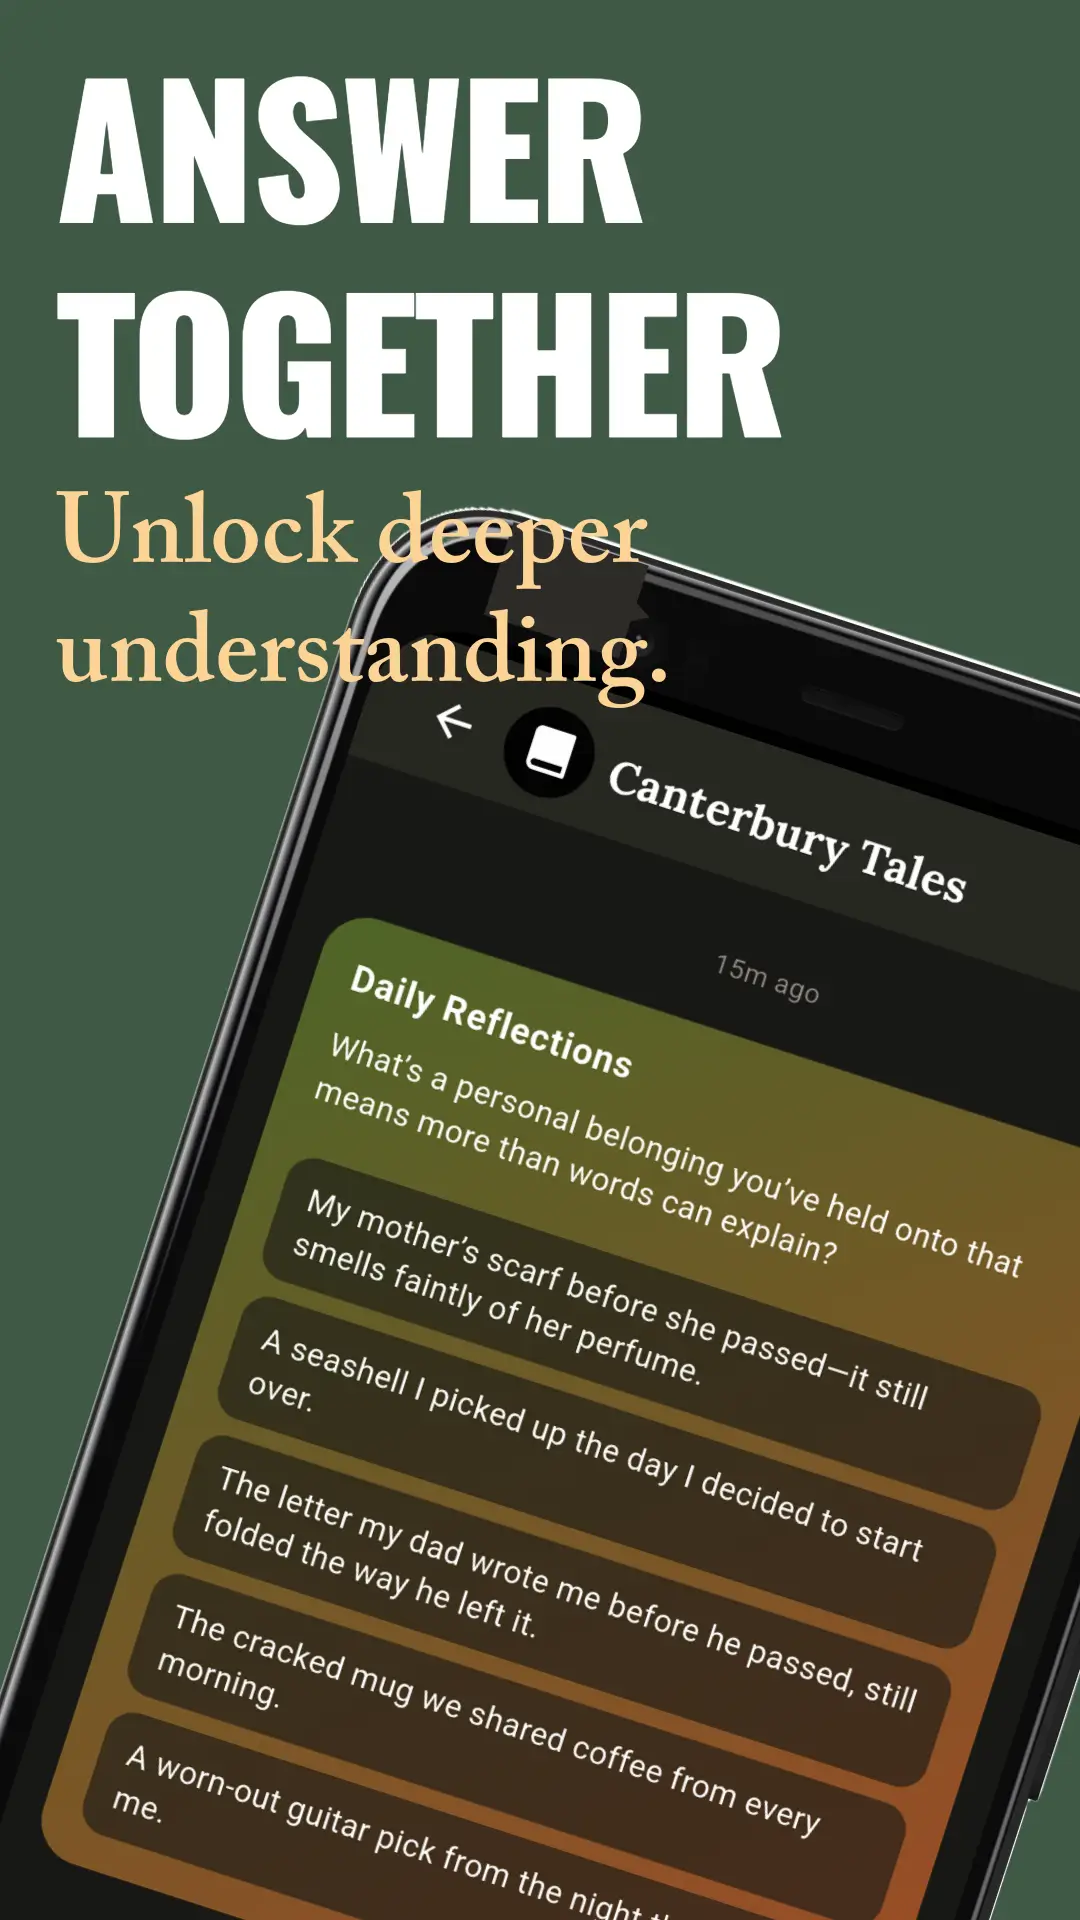 ANSWER
TOGETHER
Unlock deeper
understanding.
Canterbury Tales
15m ago
Daily Reflections
What's a personal belonging you've held onto that
means more than words can explain?
My mother's scarf before she passed—it still
smells faintly of her perfume.
A seashell I picked up the day I decided to start
over.
The letter my dad wrote me before he passed, still
folded the way he left it.
The cracked mug we shared coffee from every
morning.
A worn-out guitar pick from the night
me.